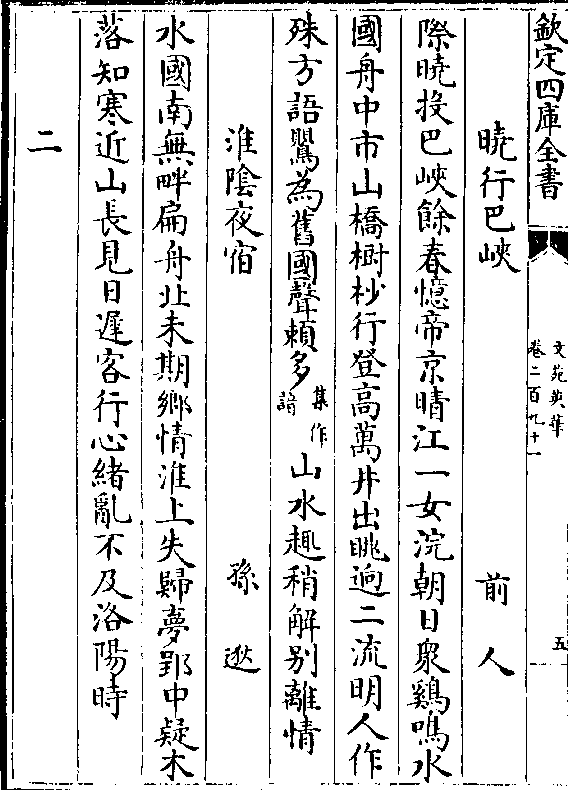 欽定四庫全書
文苑英華
卷二百九十一
五
曉行巴峽
前人
際曉投巴峽餘春憶帝京晴江一女浣朝日衆鷄鳴水
國舟中市山橋樹杪行登高萬井出眺逈二流明人作
殊方語鸎為舊國聲頼多集作諳山水趣稍解别離情
淮隂夜宿
孫逖
水國南無畔扁舟北未期鄉情淮上失歸夢郢中疑木
落知寒近山長見日遲客行心緒亂不及洛陽時
二